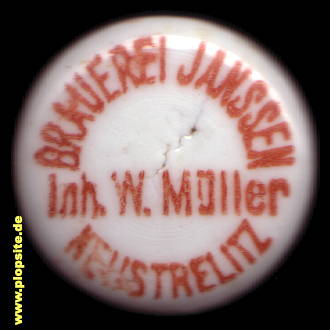 BRAUEREI JANSSEN
Inh. W. Müller
NEUSTRELITZ
www.plopsite.de